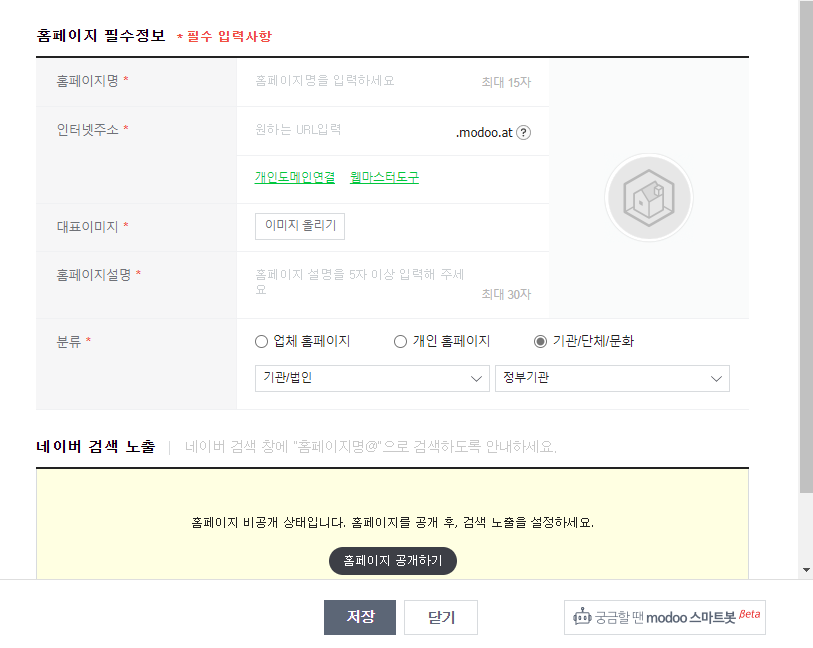 홈페이지 필수정보 * 필수 입력사항
홈페이지명 * 홈페이지명을 입력하세요 최대 15자
인터넷주소 * 원하는 URL입력 .modoo.at ?
개인도메인연결 웹마스터도구
대표이미지 * 이미지 올리기
홈페이지설명 * 홈페이지 설명을 5자 이상 입력해 주세
요 최대 30자
분류 * 업체 홈페이지 개인 홈페이지 기관/단체/문화
기관/법인 정부기관
네이버 검색 노출 | 네이버 검색 창에 "홈페이지명@"으로 검색하도록 안내하세요.
홈페이지 비공개 상태입니다. 홈페이지를 공개 후, 검색 노출을 설정하세요.
홈페이지 공개하기
저장 닫기 궁금할 땐 modoo 스마트봇 Beta